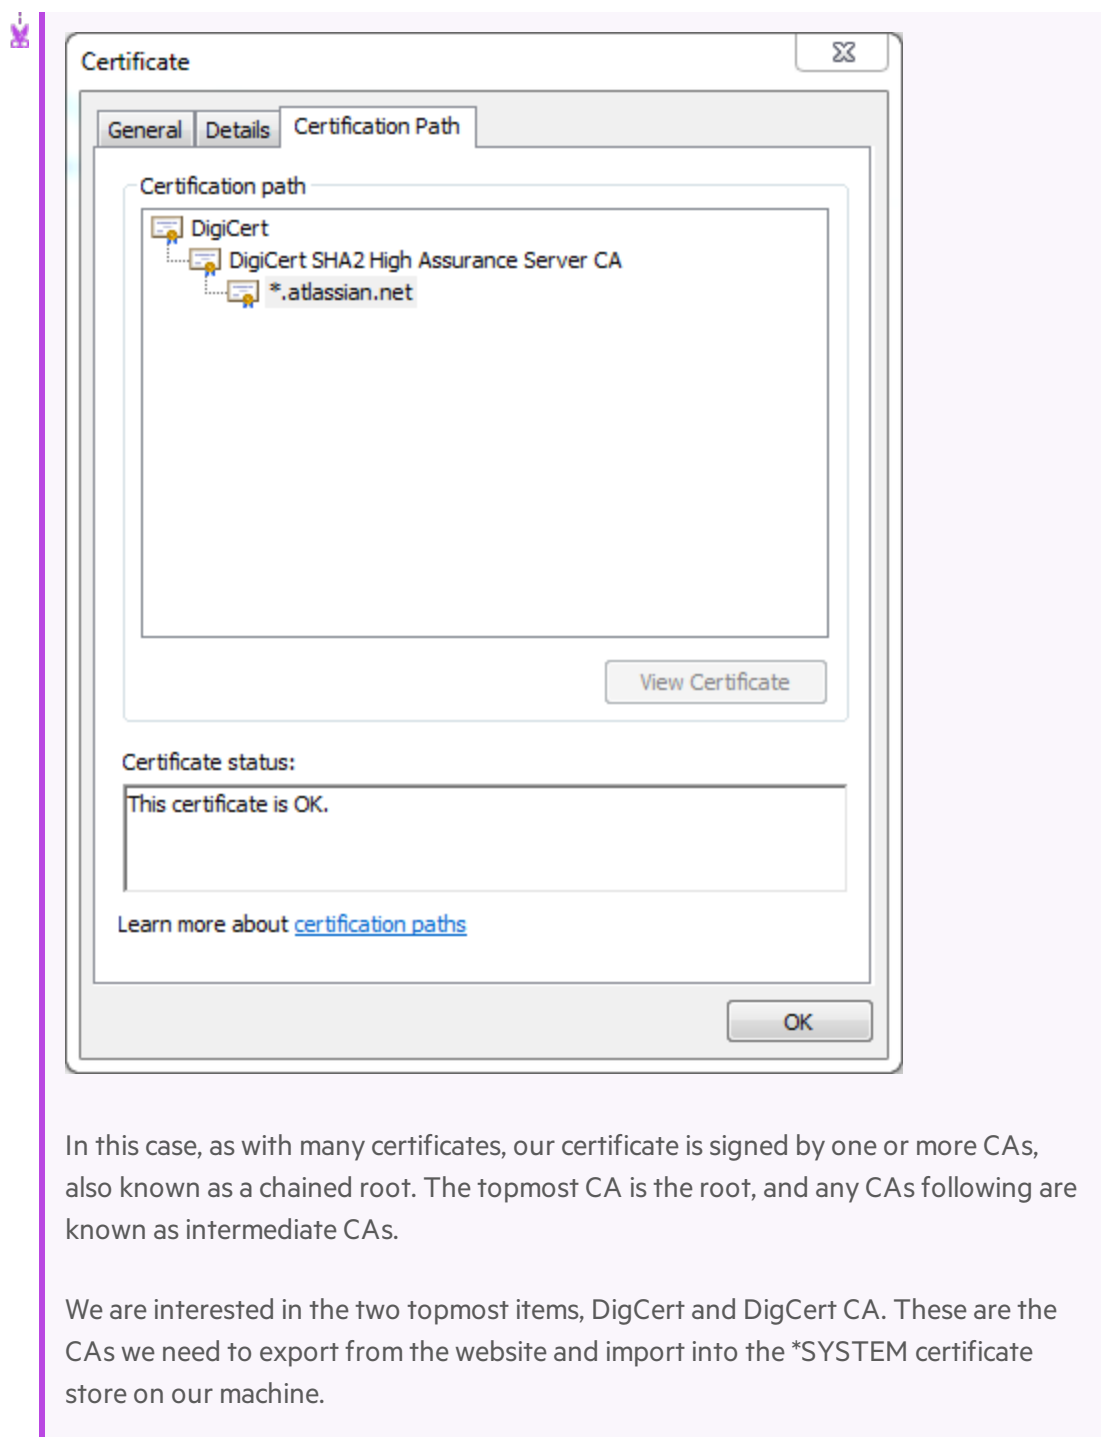 Certificate
General Details Certification Path
Certification path
DigiCert
DigiCert SHA2 High Assurance Server CA
*.atlassian.net
View Certificate
Certificate status:
This certificate is OK.
Learn more about certification paths
OK
In this case, as with many certificates, our certificate is signed by one or more CAs,
also known as a chained root. The topmost CA is the root, and any CAs following are
known as intermediate CAs.
We are interested in the two topmost items, DigCert and DigCert CA. These are the
CAs we need to export from the website and import into the *SYSTEM certificate
store on our machine.